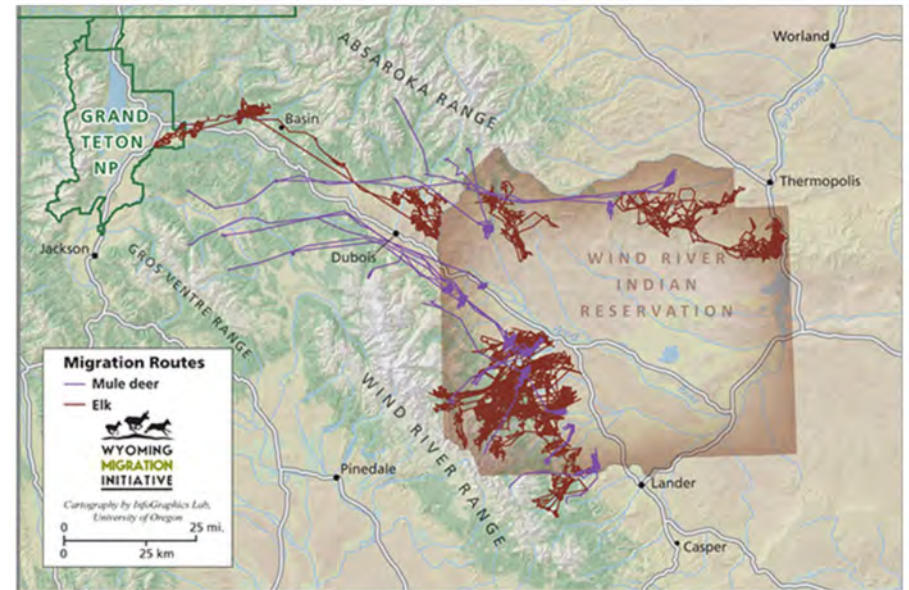 ABSAROKA RANGE
Worland
GRAND
TETON
NP
Basin
Thermopolis
Jackson
GROS VENTRE RANGE
Dubois
WIND RIVER
INDIAN
RESERVATION
WIND RIVER RANGE
Pinedale
Lander
Casper
Migration Routes
Mule deer
Elk
WYOMING
MIGRATION
INITIATIVE
Cartography by InfoGraphics Lab,
University of Oregon
0 25 mi.
0 25 km